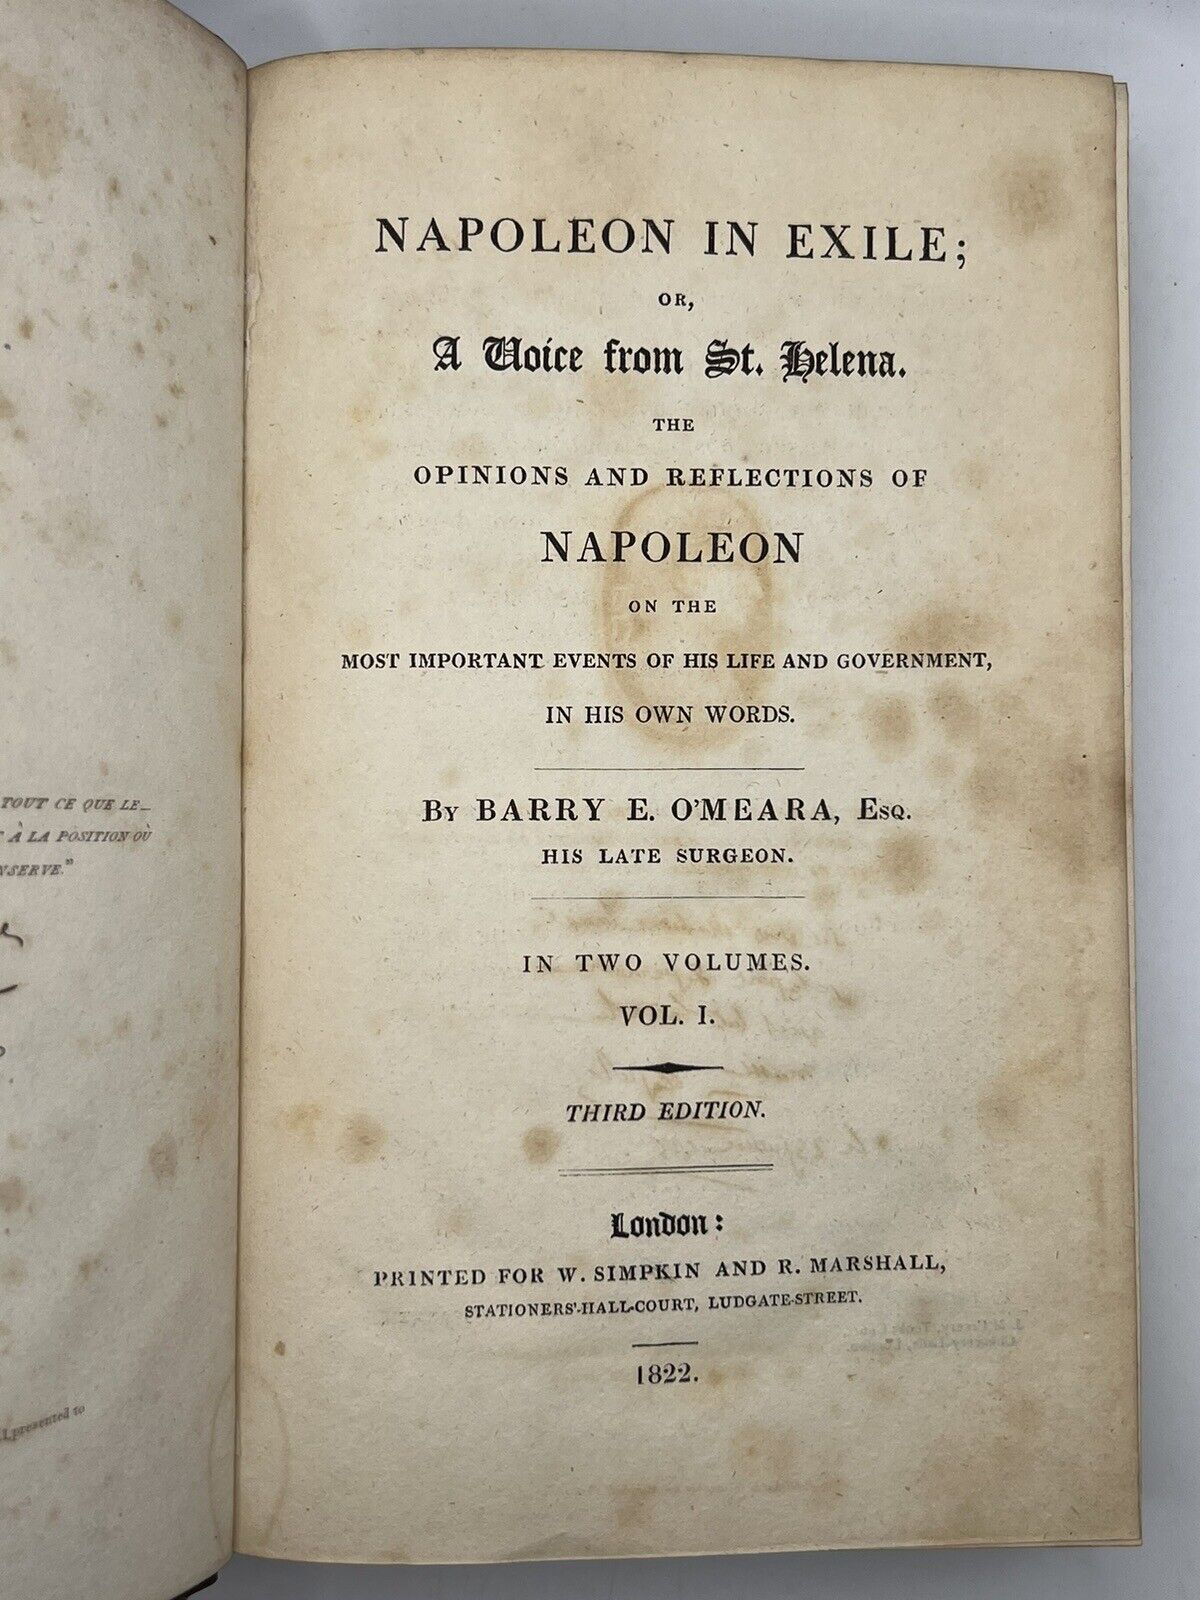 TOUT CE QUE LE_
À LA POSITION OÙ
presented to
NAPOLEON IN EXILE;
OR,
A Voice from St. Helena.
THE
OPINIONS AND REFLECTIONS OF
NAPOLEON
ON THE
MOST IMPORTANT EVENTS OF HIS LIFE AND GOVERNMENT,
IN HIS OWN WORDS.
BY BARRY E. O'MEARA, ESQ.
HIS LATE SURGEON.
IN TWO VOLUMES.
VOL. I.
THIRD EDITION.
London:
PRINTED FOR W. SIMPKIN AND R. MARSHALL,
STATIONERS'-HALL-COURT, LUDGATE-STREET.
1822.